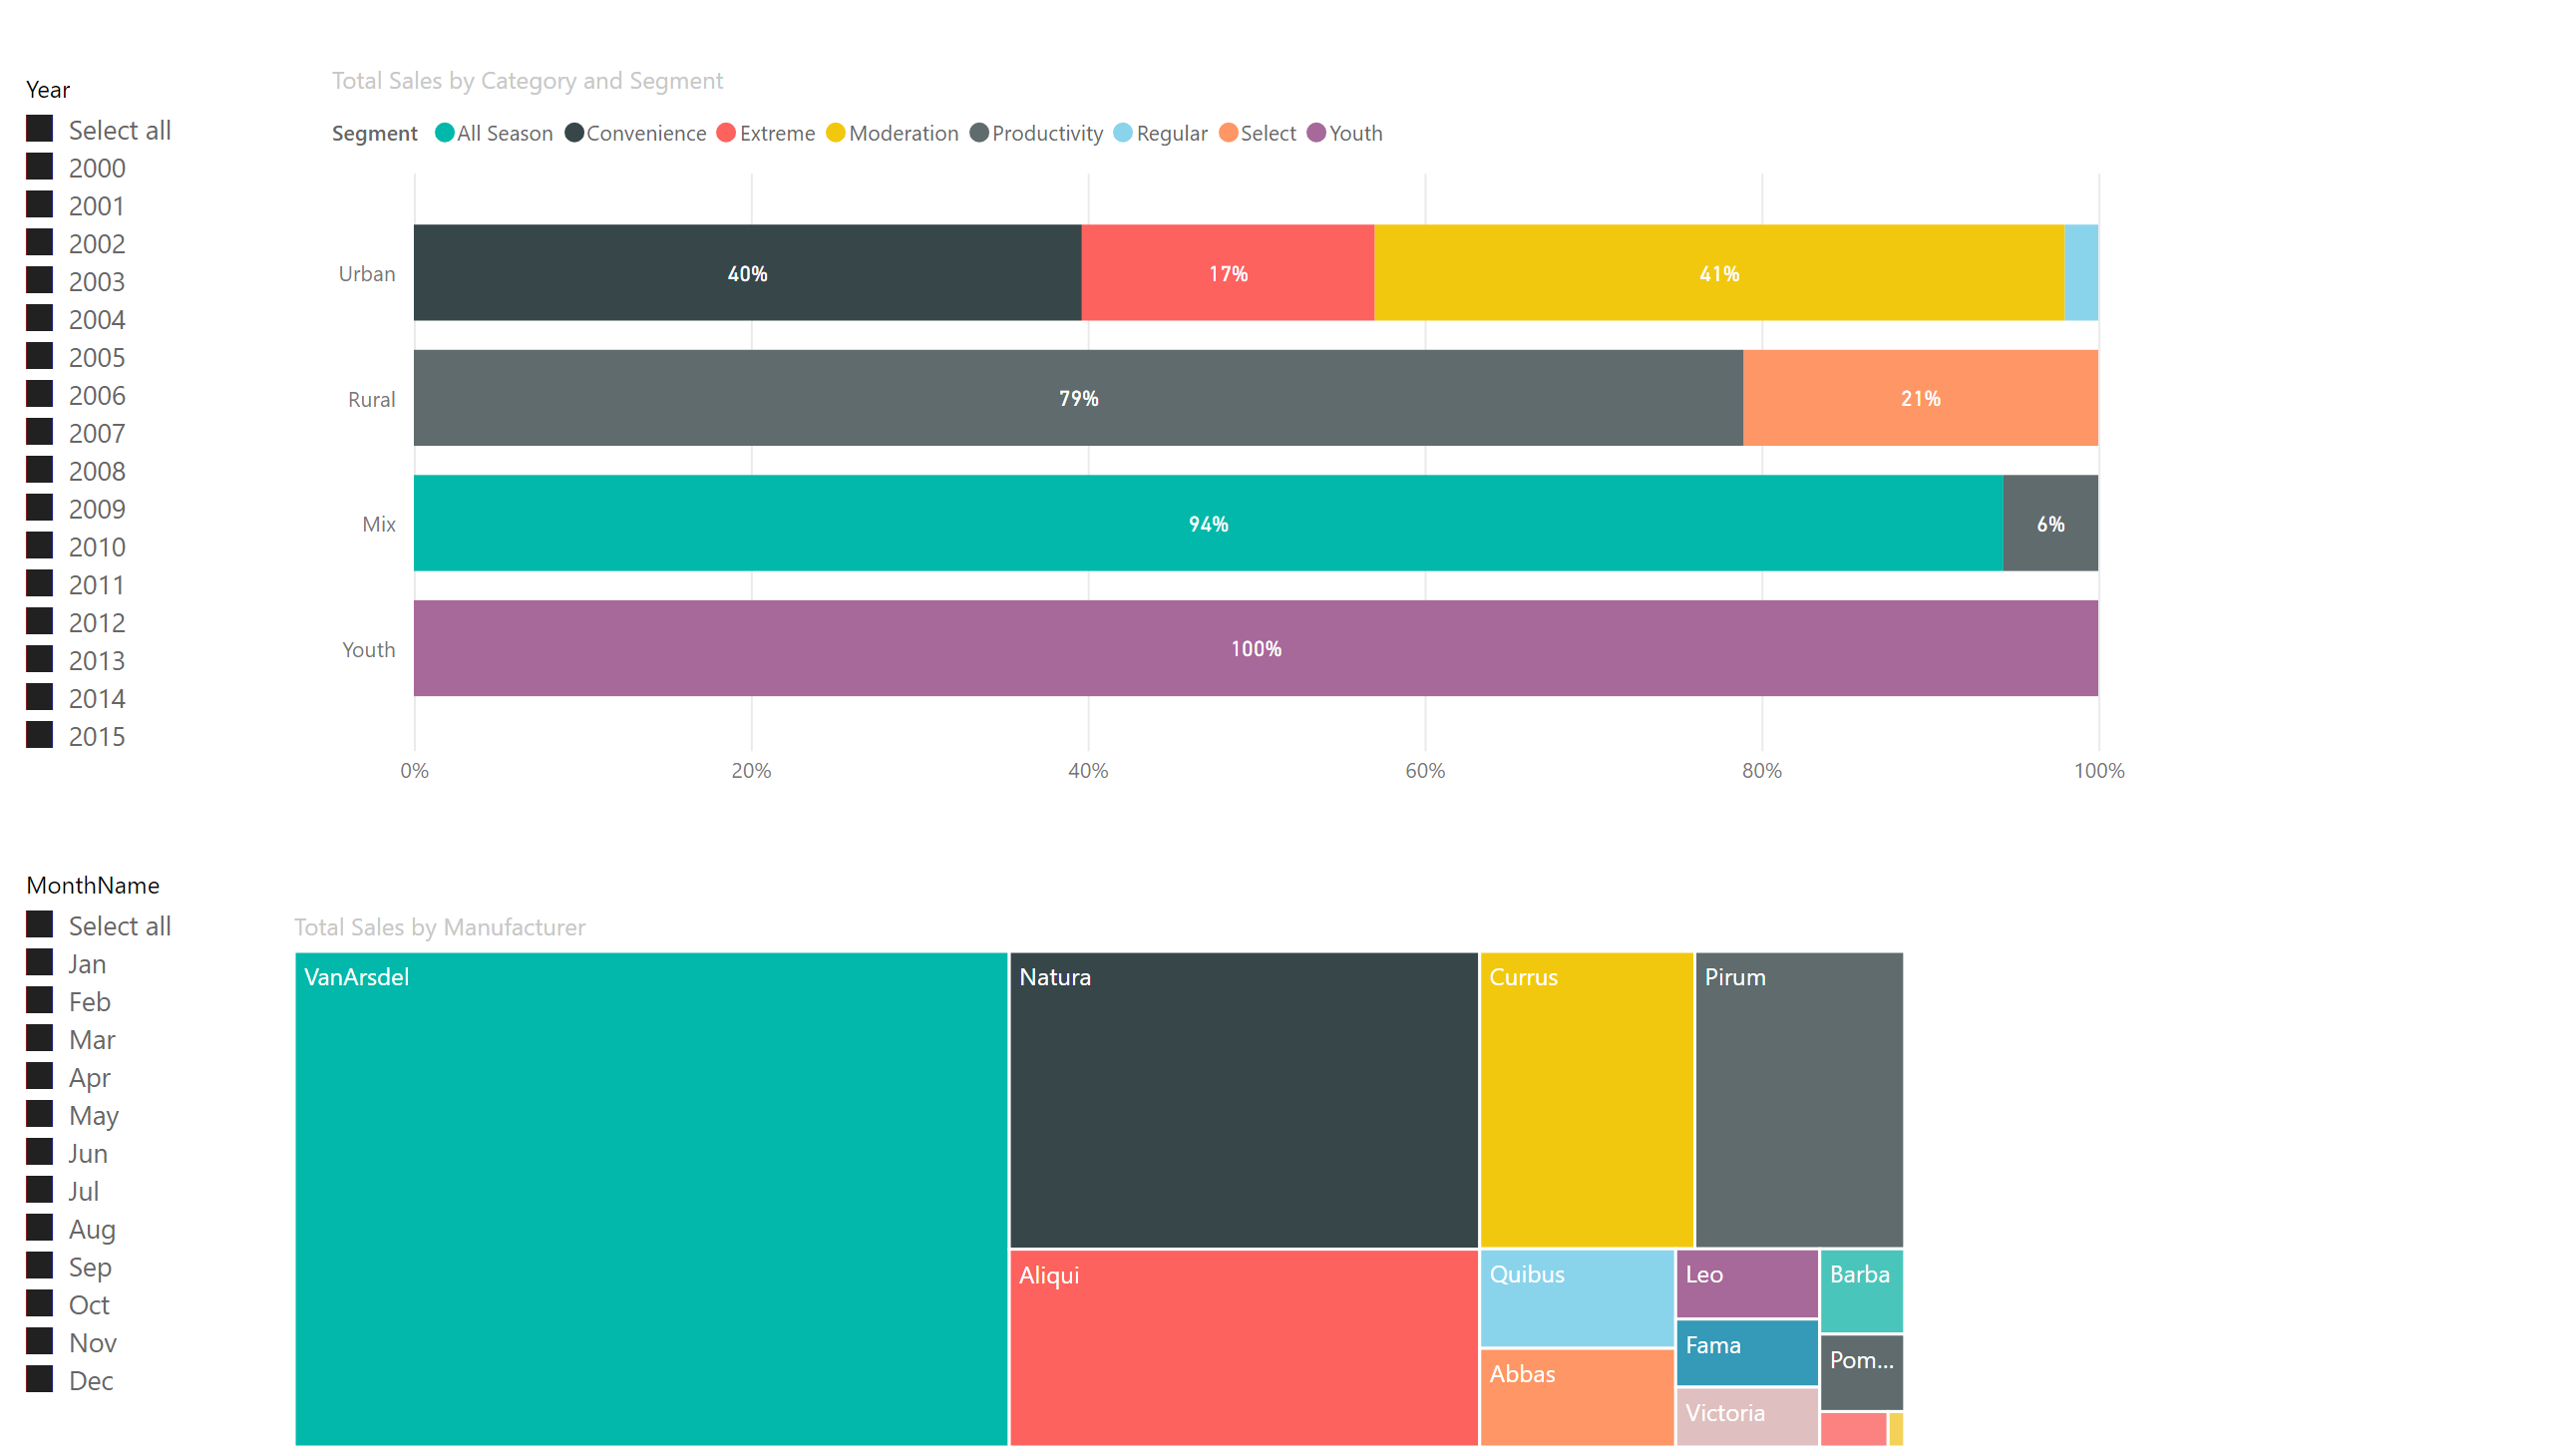 Year
Select all
2000
2001
2002
2003
2004
2005
2006
2007
2008
2009
2010
2011
2012
2013
2014
2015
Total Sales by Category and Segment
Segment All Season Convenience Extreme Moderation Productivity Regular Select Youth
Urban 40% 17% 41%
Rural 79% 21%
Mix 94% 6%
Youth 100%
0% 20% 40% 60% 80% 100%
MonthName
Select all
Jan
Feb
Mar
Apr
May
Jun
Jul
Aug
Sep
Oct
Nov
Dec
Total Sales by Manufacturer
VanArsdel Natura Currus Pirum
Aliqui Quibus Leo Barba
Fama
Pom...
Abbas
Victoria